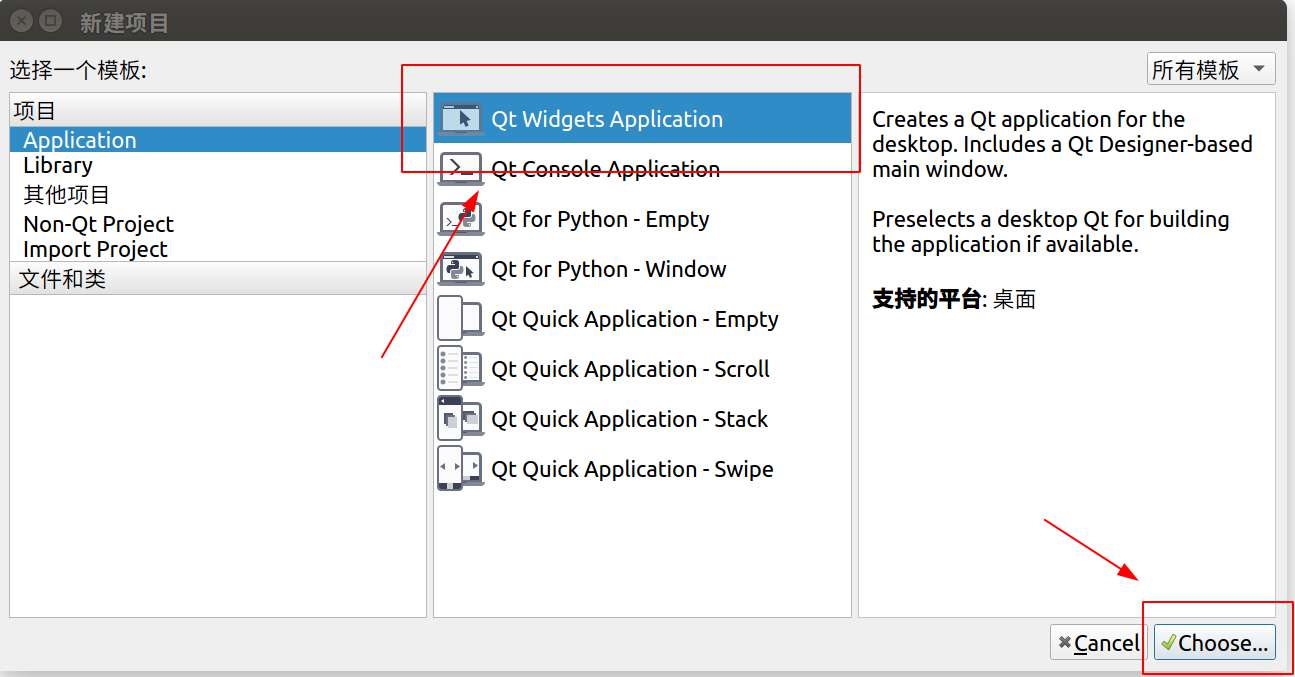 新建项目
选择一个模板:
所有模板
项目
Application
Library
其他项目
Non-Qt Project
Import Project
文件和类
Qt Widgets Application
Qt Console Application
Qt for Python - Empty
Qt for Python - Window
Qt Quick Application - Empty
Qt Quick Application - Scroll
Qt Quick Application - Stack
Qt Quick Application - Swipe
Creates a Qt application for the
desktop. Includes a Qt Designer-based
main window.
Preselects a desktop Qt for building
the application if available.
支持的平台: 桌面
Cancel
Choose...